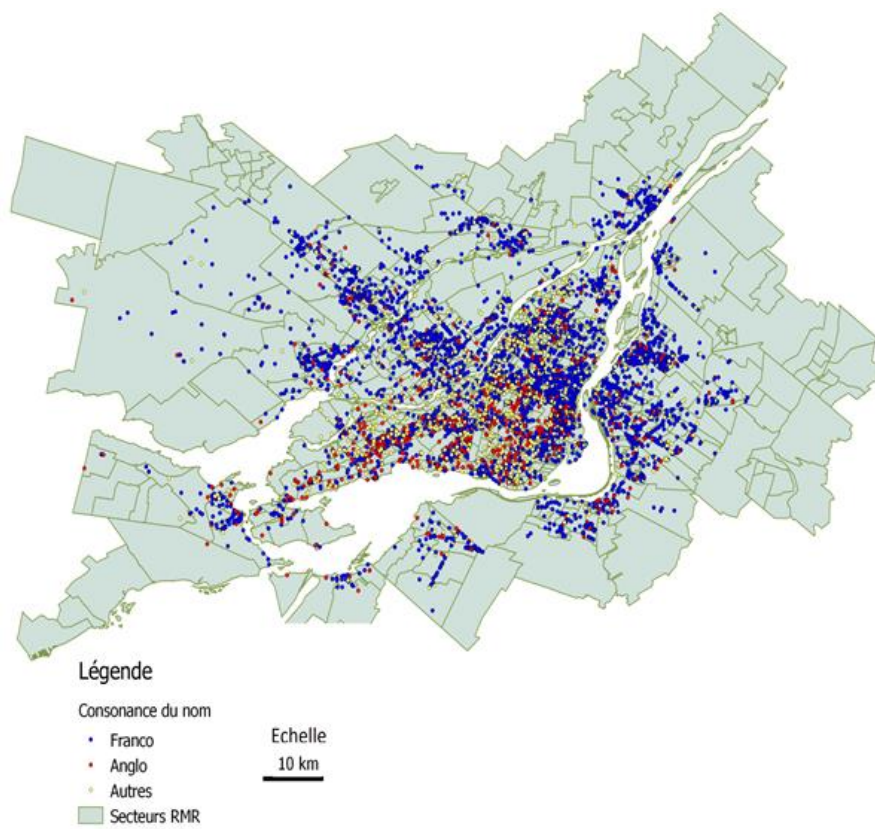 Légende
Consonance du nom
Franco
Anglo
Autres
Secteurs RMR
Echelle
10 km